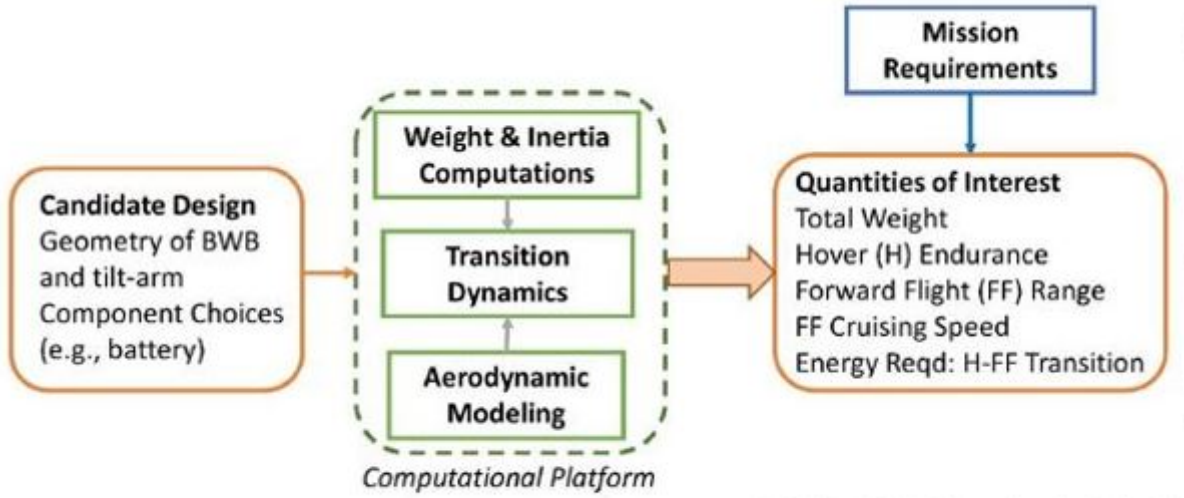 Mission
Requirements
Weight & Inertia
Computations
Candidate Design
Geometry of BWB
and tilt-arm
Component Choices
(e.g., battery)
Transition
Dynamics
Aerodynamic
Modeling
Computational Platform
Quantities of Interest
Total Weight
Hover (H) Endurance
Forward Flight (FF) Range
FF Cruising Speed
Energy Reqd: H-FF Transition